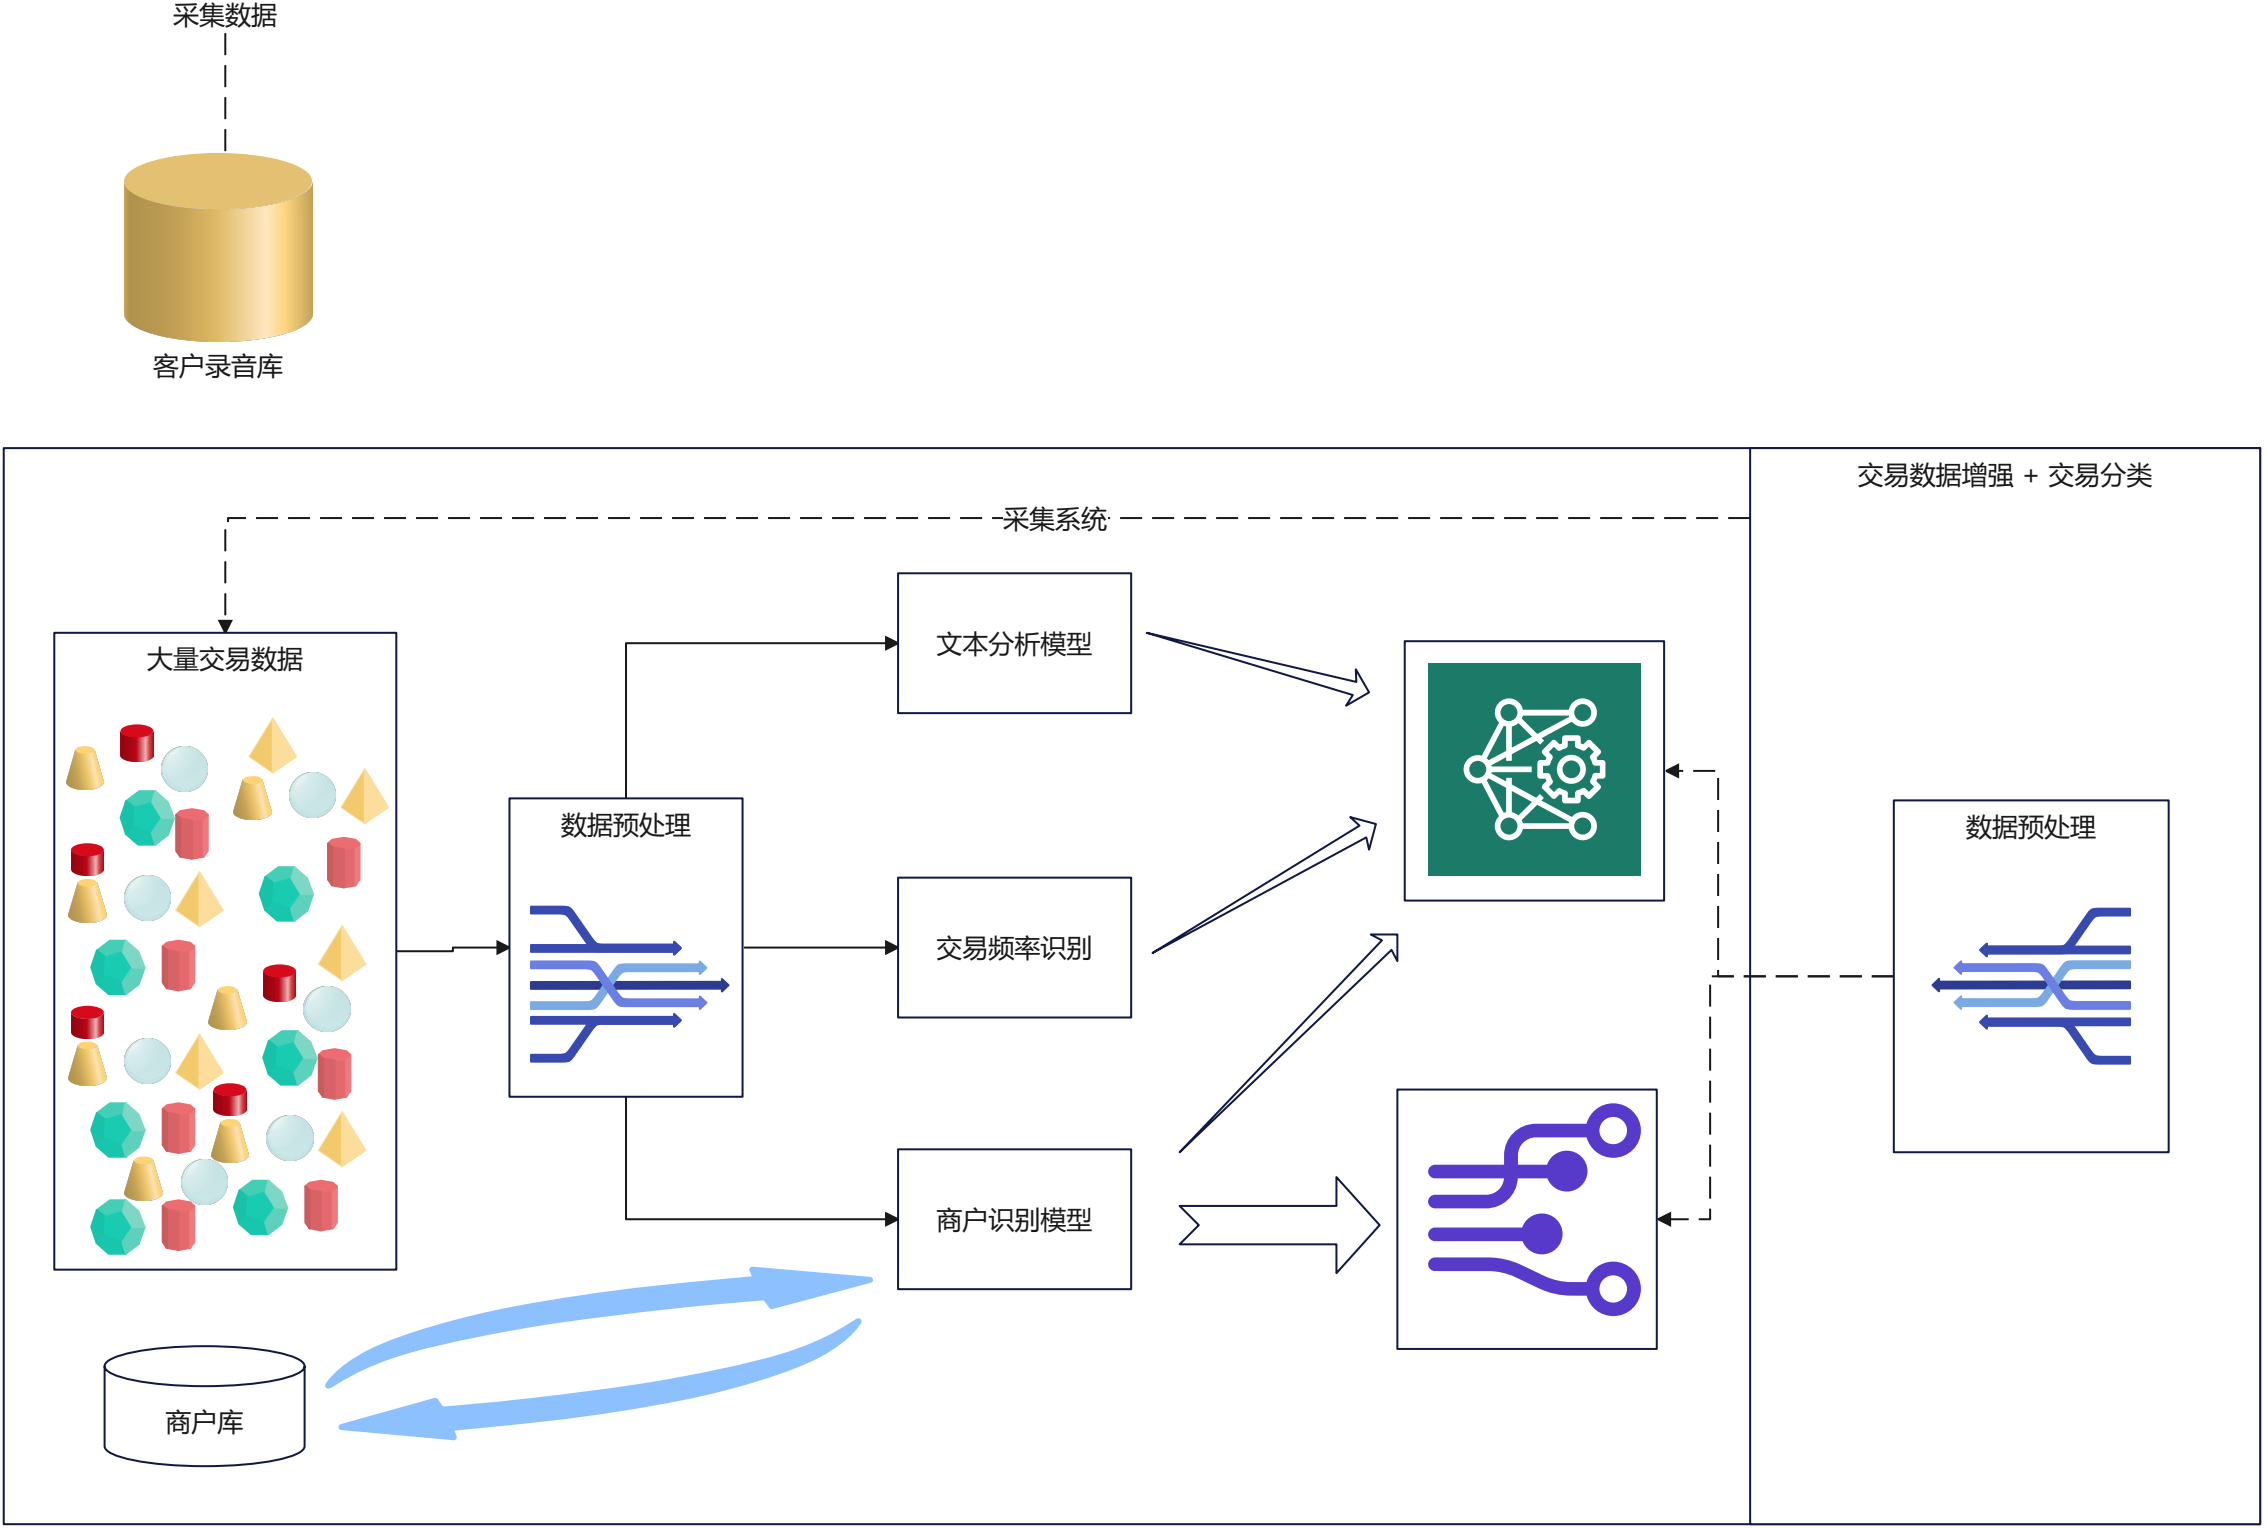 采集数据
客户录音库
交易数据增强 + 交易分类
采集系统
文本分析模型
大量交易数据
数据预处理
数据预处理
交易频率识别
商户识别模型
商户库